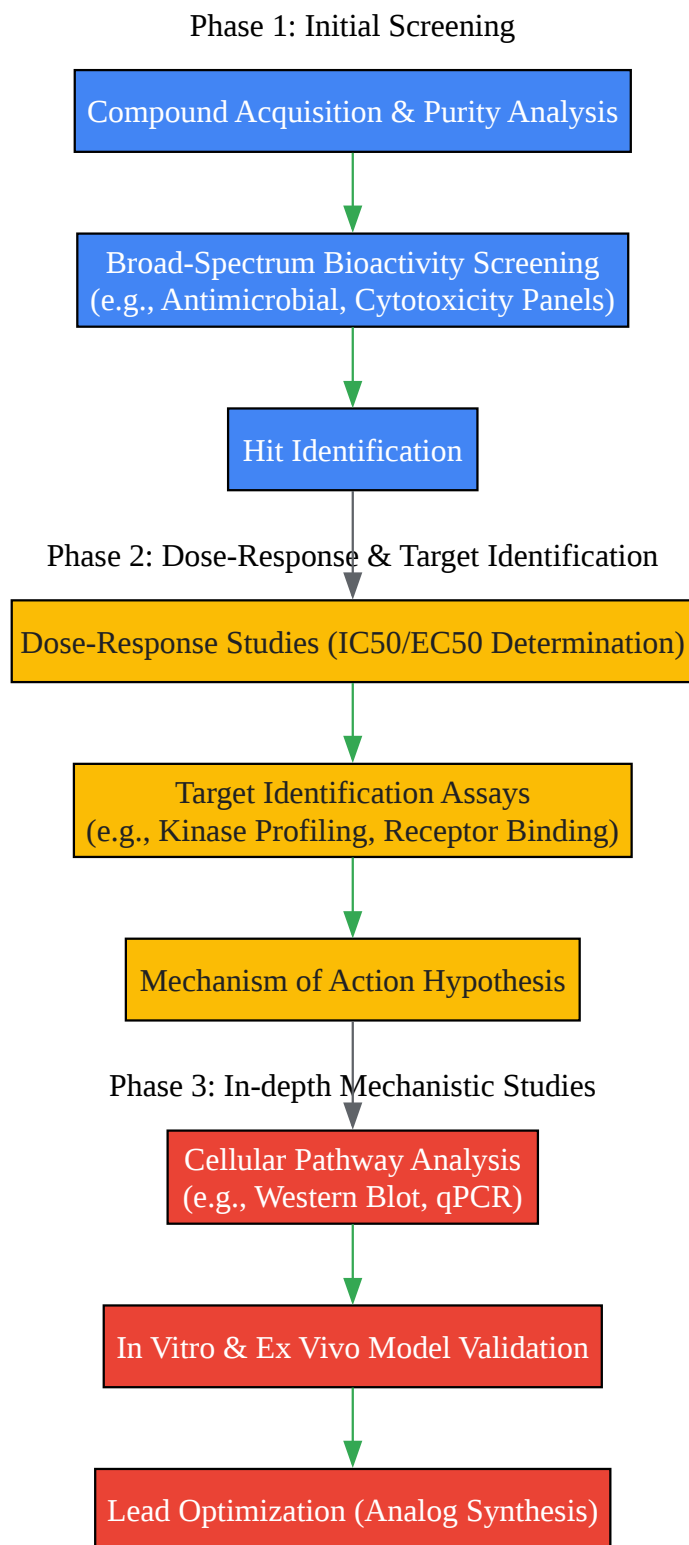 Phase 1: Initial Screening
Compound Acquisition & Purity Analysis
Broad-Spectrum Bioactivity Screening
(e.g., Antimicrobial, Cytotoxicity Panels)
Hit Identification
Phase 2: Dose-Response & Target Identification
Dose-Response Studies (IC50/EC50 Determination)
Target Identification Assays
(e.g., Kinase Profiling, Receptor Binding)
Mechanism of Action Hypothesis
Phase 3: In-depth Mechanistic Studies
Cellular Pathway Analysis
(e.g., Western Blot, qPCR)
In Vitro & Ex Vivo Model Validation
Lead Optimization (Analog Synthesis)